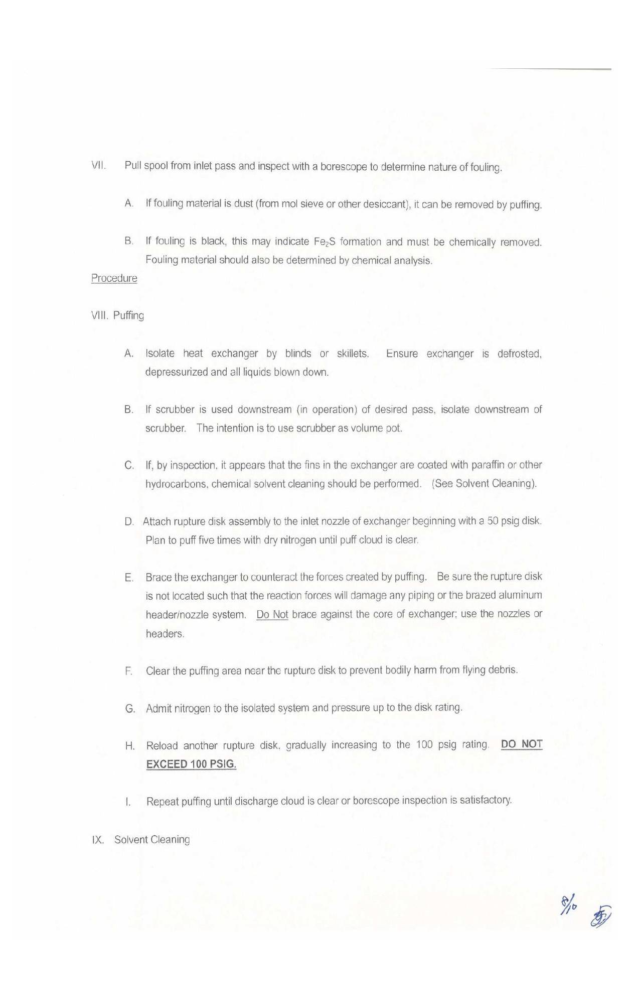 VII. Pull spool from inlet pass and inspect with a borescope to determine nature of fouling.
A. If fouling material is dust (from mol sieve or other desiccant), it can be removed by puffing.
B. If fouling is black, this may indicate Fe₂S formation and must be chemically removed.
Fouling material should also be determined by chemical analysis.
Procedure
VIII. Puffing
A. Isolate heat exchanger by blinds or skillets. Ensure exchanger is defrosted,
depressurized and all liquids blown down.
B. If scrubber is used downstream (in operation) of desired pass, isolate downstream of
scrubber. The intention is to use scrubber as volume pot.
C. If, by inspection, it appears that the fins in the exchanger are coated with paraffin or other
hydrocarbons, chemical solvent cleaning should be performed. (See Solvent Cleaning).
D. Attach rupture disk assembly to the inlet nozzle of exchanger beginning with a 50 psig disk.
Plan to puff five times with dry nitrogen until puff cloud is clear.
E. Brace the exchanger to counteract the forces created by puffing. Be sure the rupture disk
is not located such that the reaction forces will damage any piping or the brazed aluminum
header/nozzle system. Do Not brace against the core of exchanger; use the nozzles or
headers.
F. Clear the puffing area near the rupture disk to prevent bodily harm from flying debris.
G. Admit nitrogen to the isolated system and pressure up to the disk rating.
H. Reload another rupture disk, gradually increasing to the 100 psig rating. DO NOT
EXCEED 100 PSIG.
I. Repeat puffing until discharge cloud is clear or borescope inspection is satisfactory.
IX. Solvent Cleaning
8/10